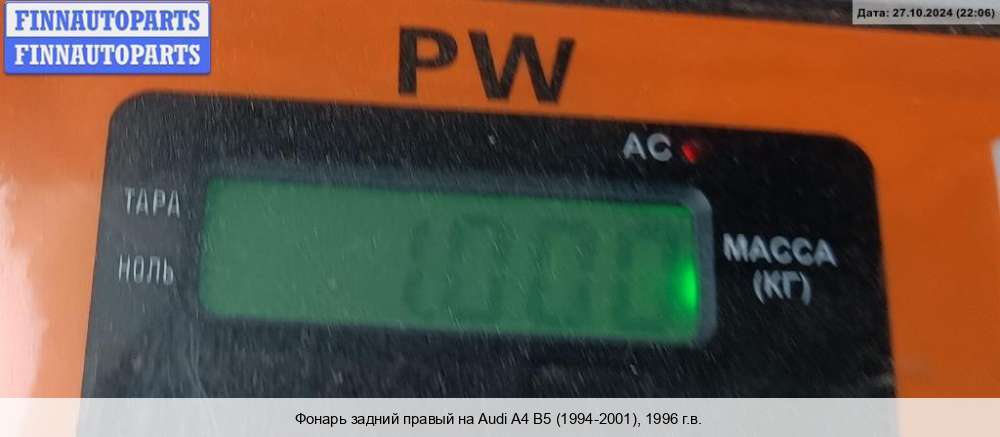 FINNAUTOPARTS
FINNAUTOPARTS
Дата: 27.10.2024 (22:06)
PW
AC
ТАРА
НОЛЬ
МАССА
(КГ)
Фонарь задний правый на Audi A4 B5 (1994-2001), 1996 г.в.